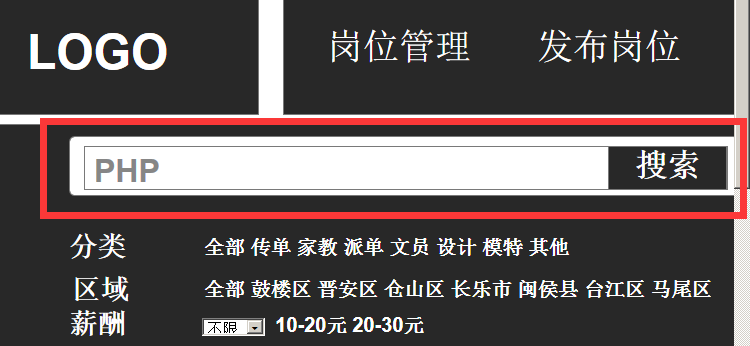 LOGO 岗位管理 发布岗位
PHP 搜索
分类 全部 传单 家教 派单 文员 设计 模特 其他
区域 全部 鼓楼区 晋安区 仓山区 长乐市 闽侯县 台江区 马尾区
薪酬 不限 10-20元 20-30元